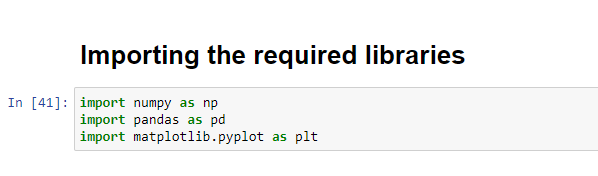 Importing the required libraries
In [41]: import numpy as np
import pandas as pd
import matplotlib.pyplot as plt